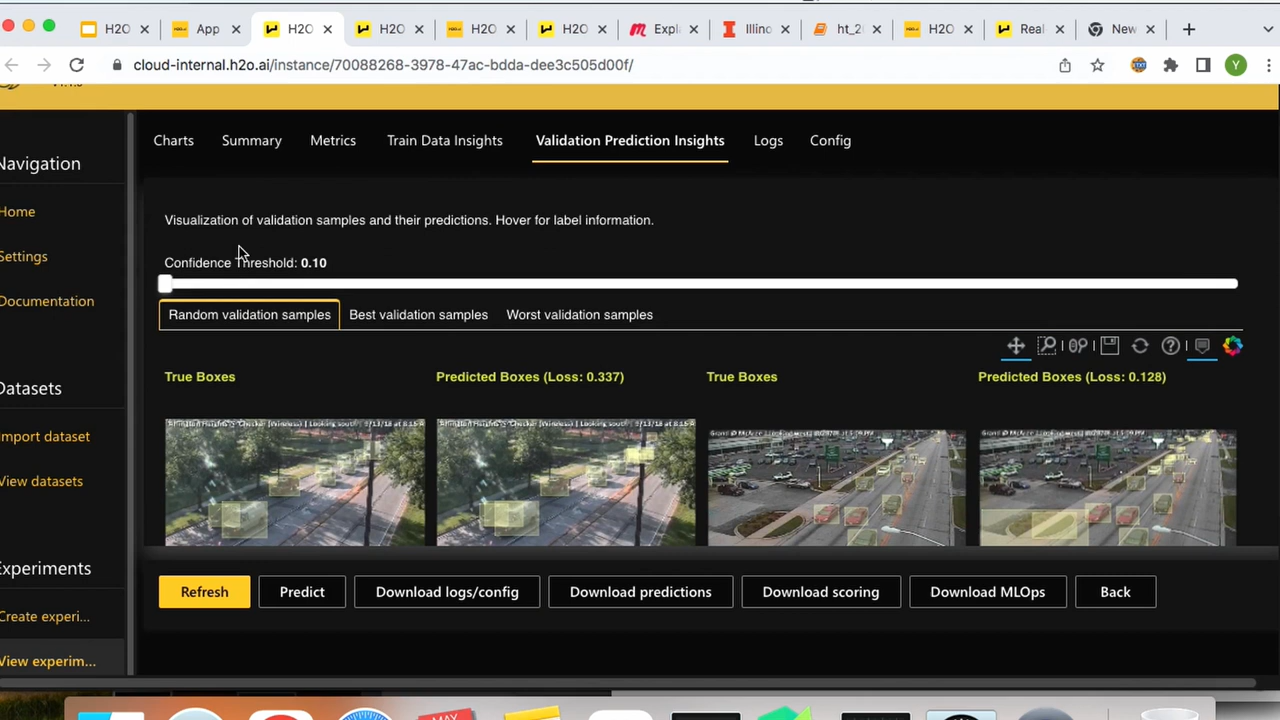 H2O
App
H2O
H2O
H2O
H2O
Expl
Illino
ht_2
H2O
Real
New
cloud-internal.h2o.ai/instance/70088268-3978-47ac-bdda-dee3c505d00f/
Y
Navigation
Home
Settings
Documentation
Datasets
Import dataset
View datasets
Experiments
Create experi...
View experim...
Charts
Summary
Metrics
Train Data Insights
Validation Prediction Insights
Logs
Config
Visualization of validation samples and their predictions. Hover for label information.
Confidence Threshold: 0.10
Random validation samples
Best validation samples
Worst validation samples
True Boxes
Predicted Boxes (Loss: 0.337)
True Boxes
Predicted Boxes (Loss: 0.128)
Refresh
Predict
Download logs/config
Download predictions
Download scoring
Download MLOps
Back
MAY